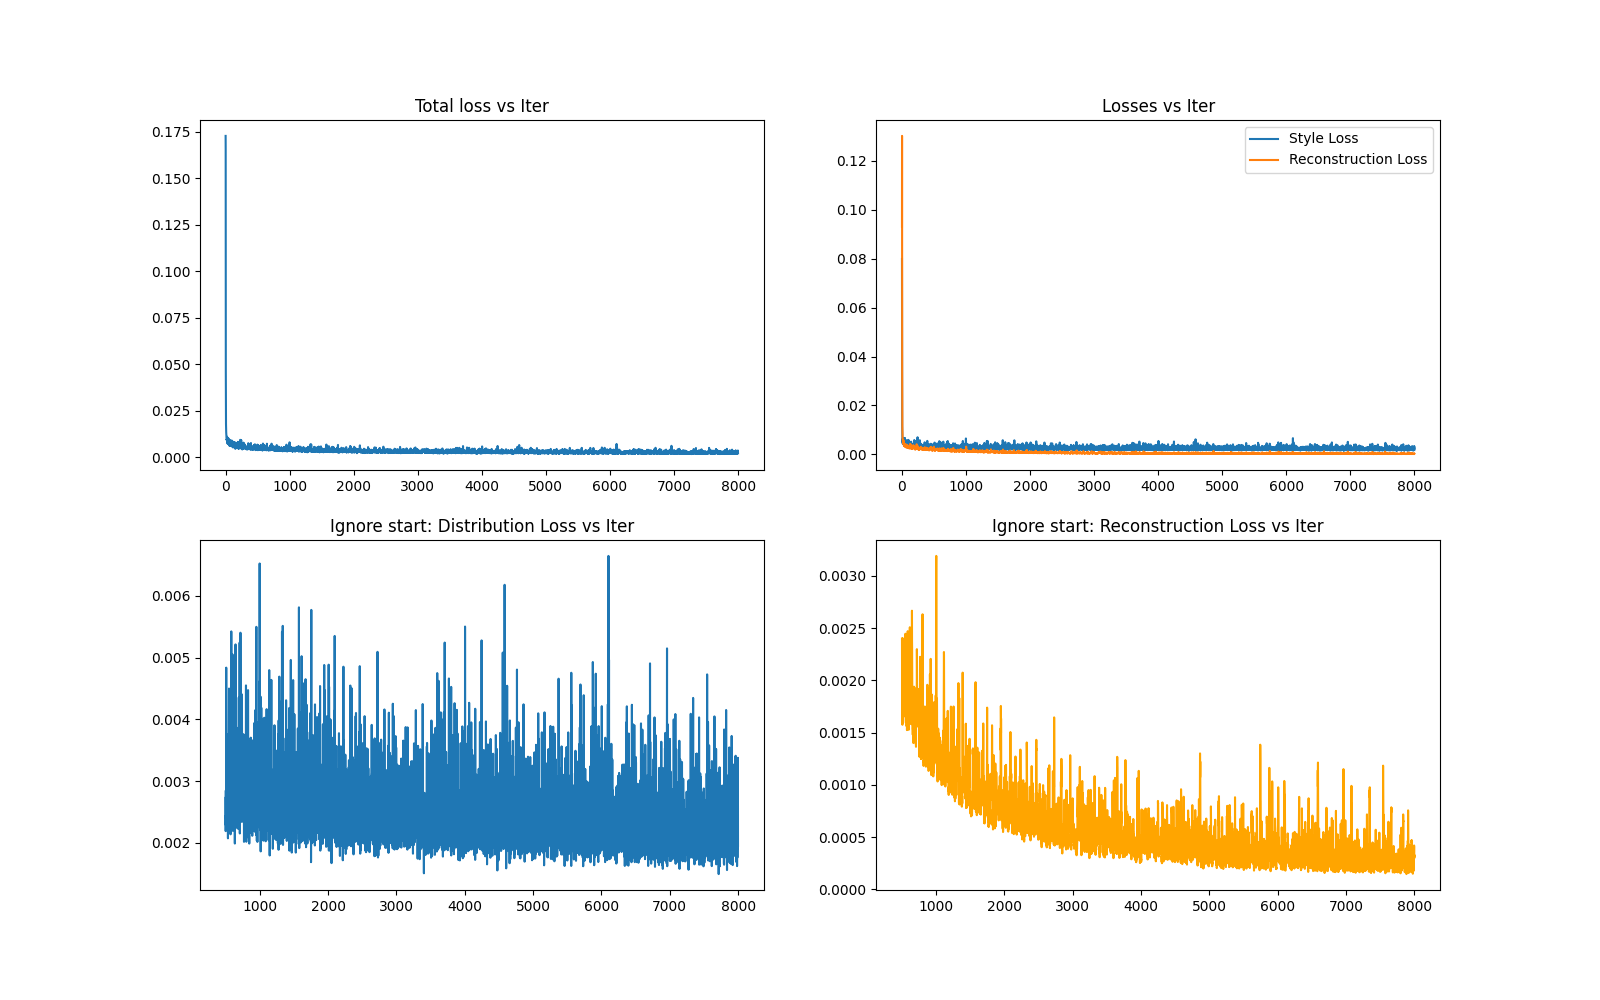 Total loss vs Iter
0.175
0.150
0.125
0.100
0.075
0.050
0.025
0.000
0 1000 2000 3000 4000 5000 6000 7000 8000
Losses vs Iter
Style Loss
Reconstruction Loss
0.12
0.10
0.08
0.06
0.04
0.02
0.00
0 1000 2000 3000 4000 5000 6000 7000 8000
Ignore start: Distribution Loss vs Iter
0.006
0.005
0.004
0.003
0.002
1000 2000 3000 4000 5000 6000 7000 8000
Ignore start: Reconstruction Loss vs Iter
0.0030
0.0025
0.0020
0.0015
0.0010
0.0005
0.0000
1000 2000 3000 4000 5000 6000 7000 8000